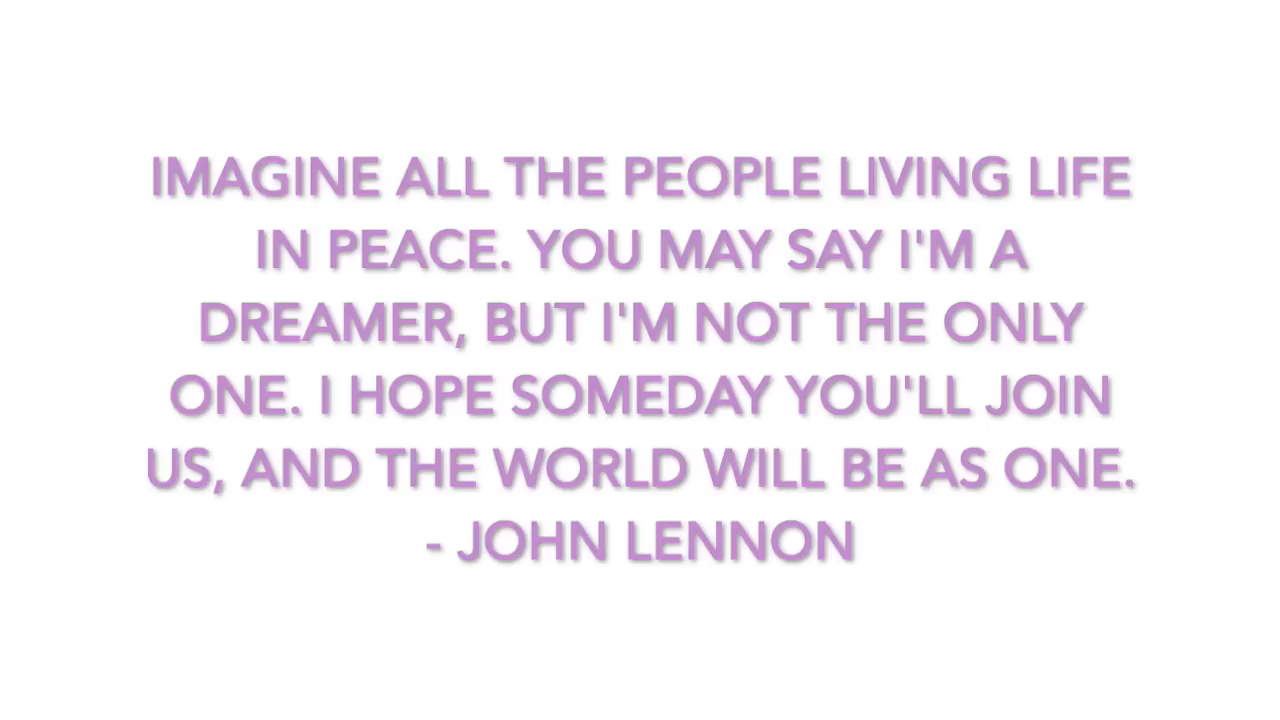 IMAGINE ALL THE PEOPLE LIVING LIFE
IN PEACE. YOU MAY SAY I'M A
DREAMER, BUT I'M NOT THE ONLY
ONE. I HOPE SOMEDAY YOU'LL JOIN
US, AND THE WORLD WILL BE AS ONE.
- JOHN LENNON